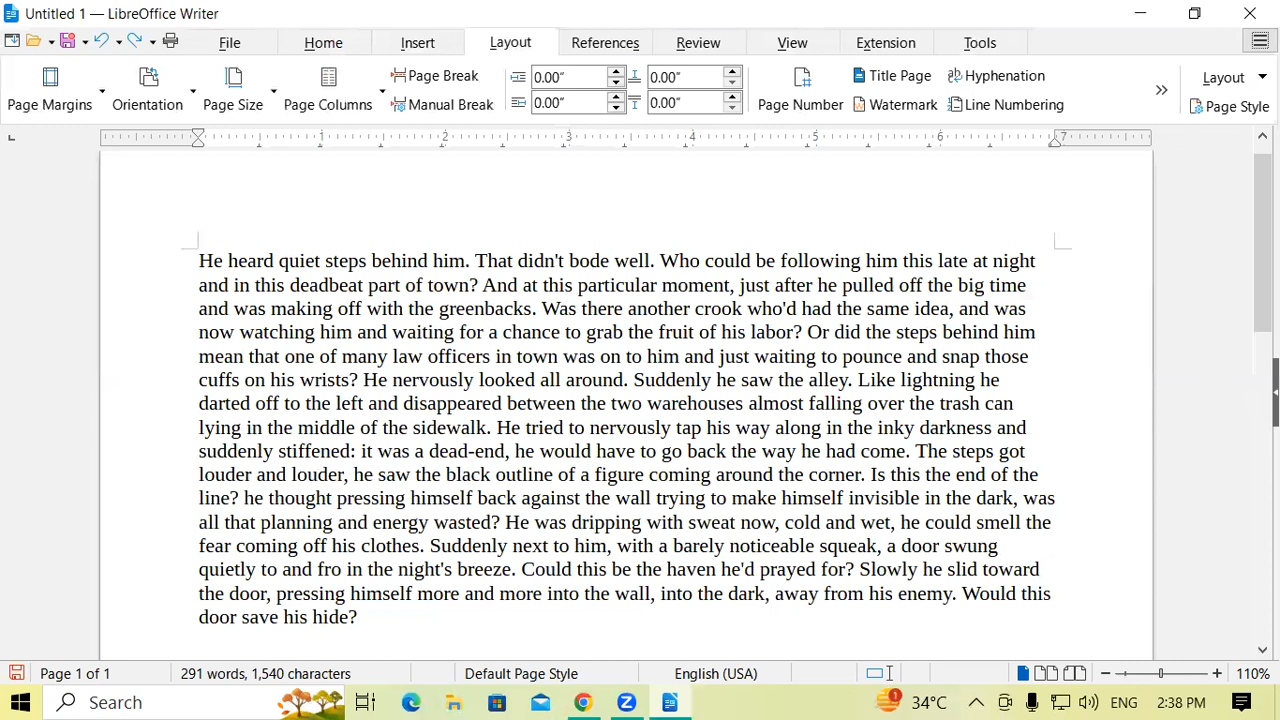 Untitled 1 — LibreOffice Writer
File Home Insert Layout References Review View Extension Tools
Page Margins Orientation Page Size Page Columns Page Break Manual Break 0.00" 0.00" 0.00" 0.00" Page Number Title Page Watermark Hyphenation Line Numbering Layout Page Style
1 2 3 4 5 6 7
He heard quiet steps behind him. That didn't bode well. Who could be following him this late at night
and in this deadbeat part of town? And at this particular moment, just after he pulled off the big time
and was making off with the greenbacks. Was there another crook who'd had the same idea, and was
now watching him and waiting for a chance to grab the fruit of his labor? Or did the steps behind him
mean that one of many law officers in town was on to him and just waiting to pounce and snap those
cuffs on his wrists? He nervously looked all around. Suddenly he saw the alley. Like lightning he
darted off to the left and disappeared between the two warehouses almost falling over the trash can
lying in the middle of the sidewalk. He tried to nervously tap his way along in the inky darkness and
suddenly stiffened: it was a dead-end, he would have to go back the way he had come. The steps got
louder and louder, he saw the black outline of a figure coming around the corner. Is this the end of the
line? he thought pressing himself back against the wall trying to make himself invisible in the dark, was
all that planning and energy wasted? He was dripping with sweat now, cold and wet, he could smell the
fear coming off his clothes. Suddenly next to him, with a barely noticeable squeak, a door swung
quietly to and fro in the night's breeze. Could this be the haven he'd prayed for? Slowly he slid toward
the door, pressing himself more and more into the wall, into the dark, away from his enemy. Would this
door save his hide?
Page 1 of 1 291 words, 1,540 characters Default Page Style English (USA) 110%
Search 1 34°C ENG 2:38 PM